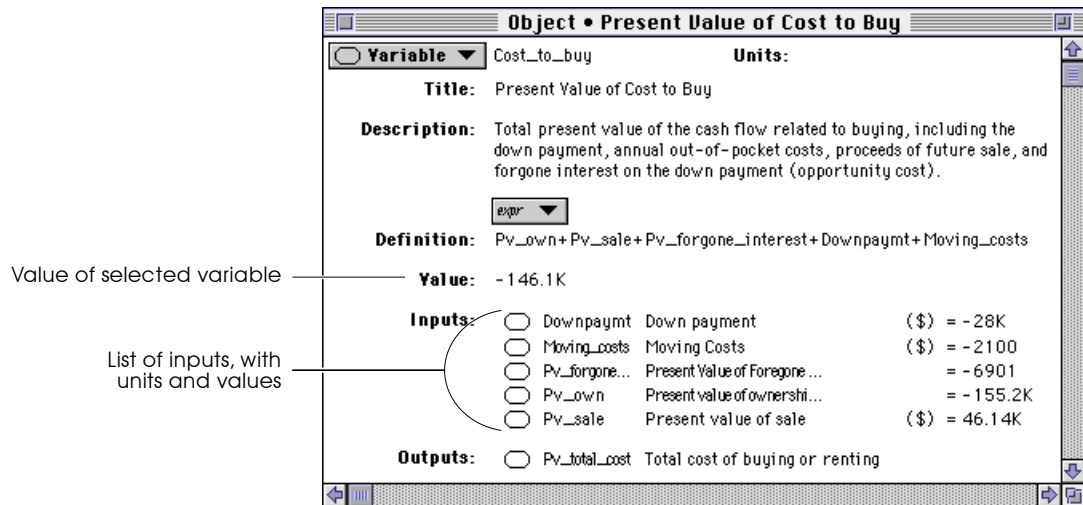 Object • Present Value of Cost to Buy
Variable Cost_to_buy Units:
Title: Present Value of Cost to Buy
Description: Total present value of the cash flow related to buying, including the
down payment, annual out-of-pocket costs, proceeds of future sale, and
forgone interest on the down payment (opportunity cost).
expr
Definition: Pv_own+Pv_sale+Pv_forgone_interest+Downpaymt+Moving_costs
Value of selected variable
Value: -146.1K
Inputs: Downpaymt Down payment ($) = -28K
Moving_costs Moving Costs ($) = -2100
List of inputs, with
units and values
Pv_forgone... Present Value of Foregone ... = -6901
Pv_own Present value of ownershi... = -155.2K
Pv_sale Present value of sale ($) = 46.14K
Outputs: Pv_total_cost Total cost of buying or renting